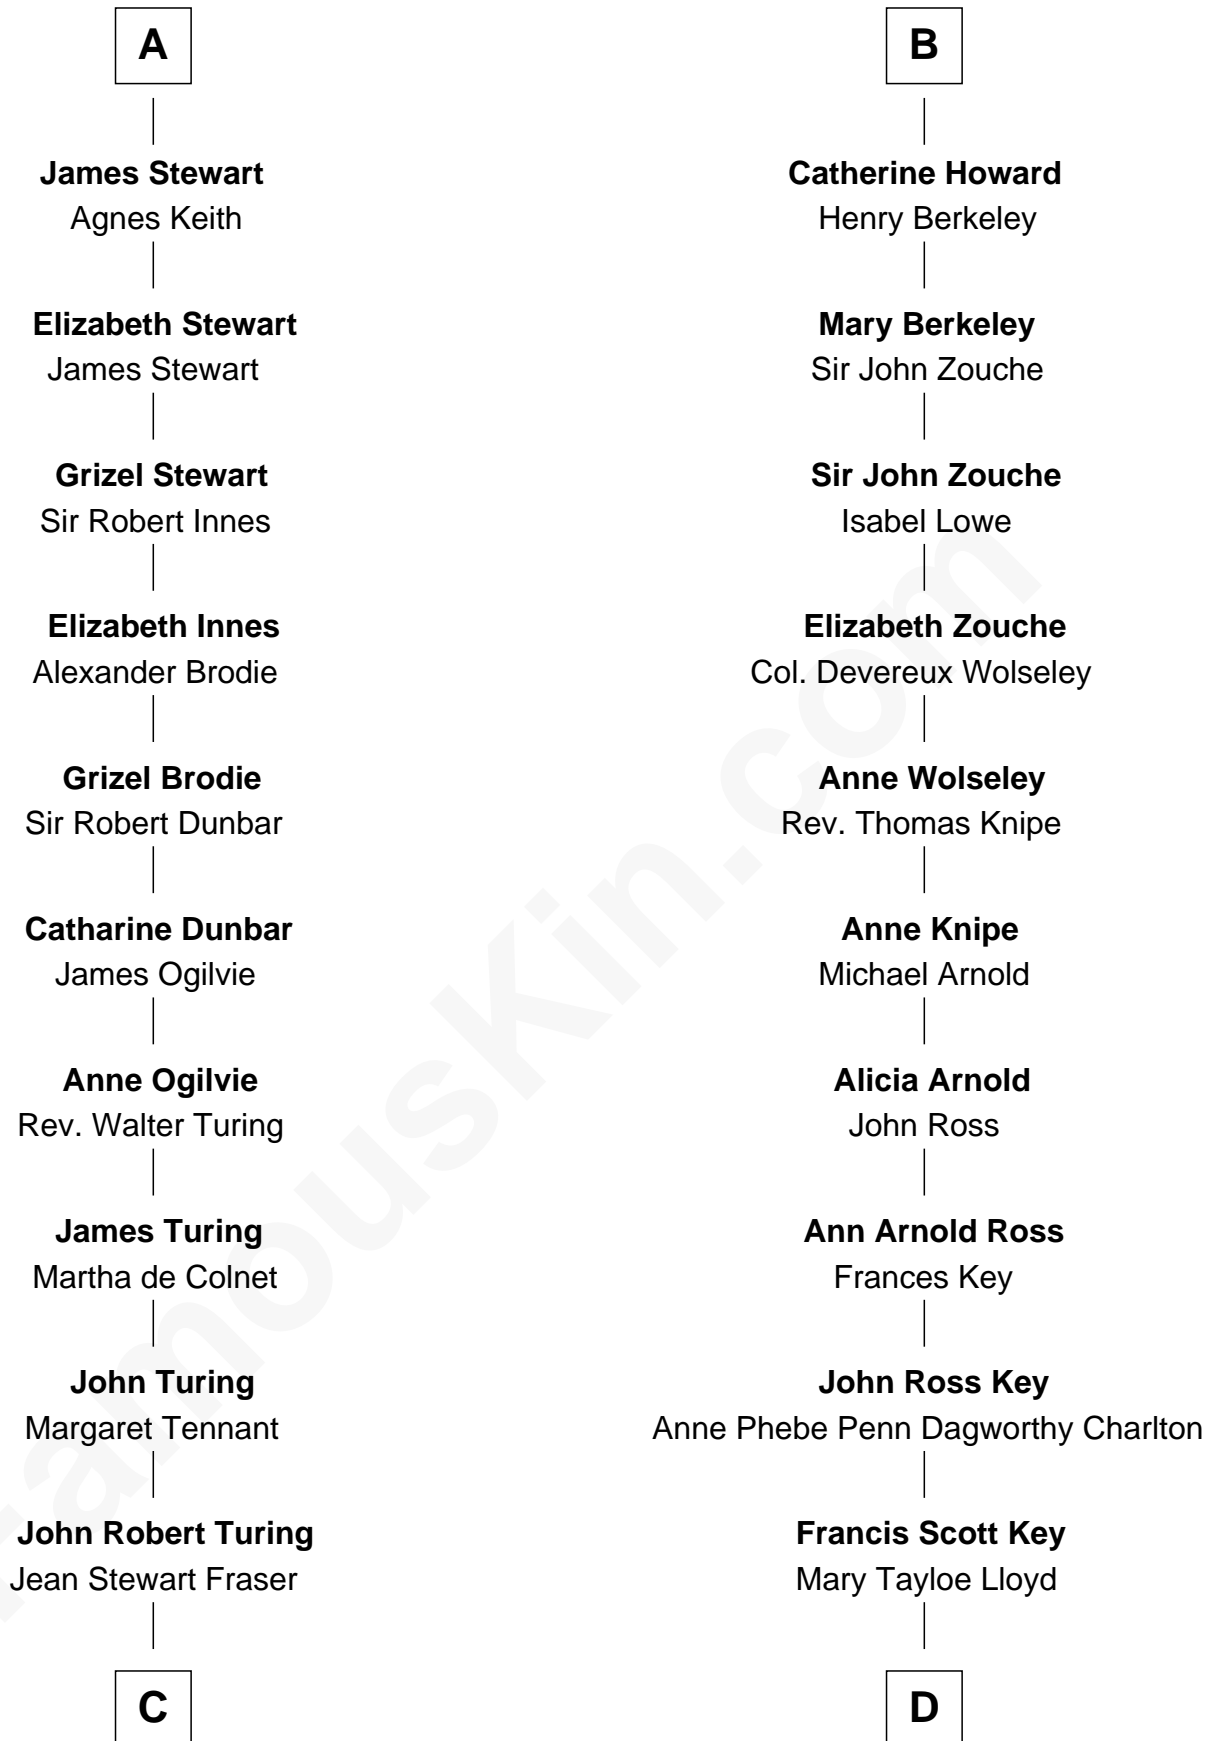 A
James Stewart
Agnes Keith
Elizabeth Stewart
James Stewart
Grizel Stewart
Sir Robert Innes
Elizabeth Innes
Alexander Brodie
Grizel Brodie
Sir Robert Dunbar
Catharine Dunbar
James Ogilvie
Anne Ogilvie
Rev. Walter Turing
James Turing
Martha de Colnet
John Turing
Margaret Tennant
John Robert Turing
Jean Stewart Fraser
C
B
Catherine Howard
Henry Berkeley
Mary Berkeley
Sir John Zouche
Sir John Zouche
Isabel Lowe
Elizabeth Zouche
Col. Devereux Wolseley
Anne Wolseley
Rev. Thomas Knipe
Anne Knipe
Michael Arnold
Alicia Arnold
John Ross
Ann Arnold Ross
Frances Key
John Ross Key
Anne Phebe Penn Dagworthy Charlton
Francis Scott Key
Mary Tayloe Lloyd
D
FamousKin.com